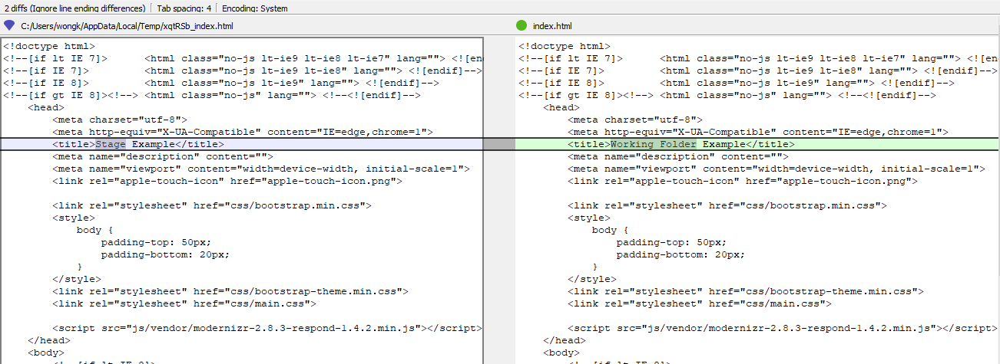 2 diffs (Ignore line ending differences) Tab spacing: 4 Encoding: System
C:/Users/wongk/AppData/Local/Temp/xqtRSb_index.html
<!doctype html>
<!--[if lt IE 7]>      <html class="no-js lt-ie9 lt-ie8 lt-ie7" lang=""> <![en
<!--[if IE 7]>         <html class="no-js lt-ie9 lt-ie8" lang=""> <![endif]-->
<!--[if IE 8]>         <html class="no-js lt-ie9" lang=""> <![endif]-->
<!--[if gt IE 8]><!--> <html class="no-js" lang=""> <!--<![endif]-->
    <head>
        <meta charset="utf-8">
        <meta http-equiv="X-UA-Compatible" content="IE=edge,chrome=1">
        <title>Stage Example</title>
        <meta name="description" content="">
        <meta name="viewport" content="width=device-width, initial-scale=1">
        <link rel="apple-touch-icon" href="apple-touch-icon.png">

        <link rel="stylesheet" href="css/bootstrap.min.css">
        <style>
            body {
                padding-top: 50px;
                padding-bottom: 20px;
            }
        </style>
        <link rel="stylesheet" href="css/bootstrap-theme.min.css">
        <link rel="stylesheet" href="css/main.css">

        <script src="js/vendor/modernizr-2.8.3-respond-1.4.2.min.js"></script>
    </head>
    <body>
index.html
<!doctype html>
<!--[if lt IE 7]>      <html class="no-js lt-ie9 lt-ie8 lt-ie7" lang=""> <![en
<!--[if IE 7]>         <html class="no-js lt-ie9 lt-ie8" lang=""> <![endif]-->
<!--[if IE 8]>         <html class="no-js lt-ie9" lang=""> <![endif]-->
<!--[if gt IE 8]><!--> <html class="no-js" lang=""> <!--<![endif]-->
    <head>
        <meta charset="utf-8">
        <meta http-equiv="X-UA-Compatible" content="IE=edge,chrome=1">
        <title>Working Folder Example</title>
        <meta name="description" content="">
        <meta name="viewport" content="width=device-width, initial-scale=1">
        <link rel="apple-touch-icon" href="apple-touch-icon.png">

        <link rel="stylesheet" href="css/bootstrap.min.css">
        <style>
            body {
                padding-top: 50px;
                padding-bottom: 20px;
            }
        </style>
        <link rel="stylesheet" href="css/bootstrap-theme.min.css">
        <link rel="stylesheet" href="css/main.css">

        <script src="js/vendor/modernizr-2.8.3-respond-1.4.2.min.js"></script>
    </head>
    <body>